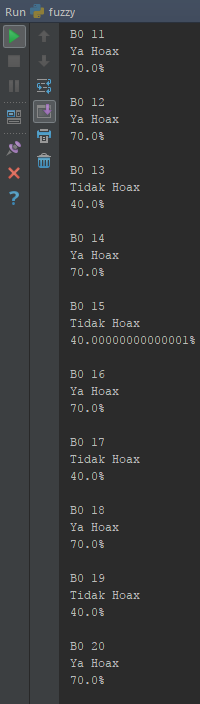 Run fuzzy
B0 11
Ya Hoax
70.0%
B0 12
Ya Hoax
70.0%
B0 13
Tidak Hoax
40.0%
B0 14
Ya Hoax
70.0%
B0 15
Tidak Hoax
40.00000000000001%
B0 16
Ya Hoax
70.0%
B0 17
Tidak Hoax
40.0%
B0 18
Ya Hoax
70.0%
B0 19
Tidak Hoax
40.0%
B0 20
Ya Hoax
70.0%